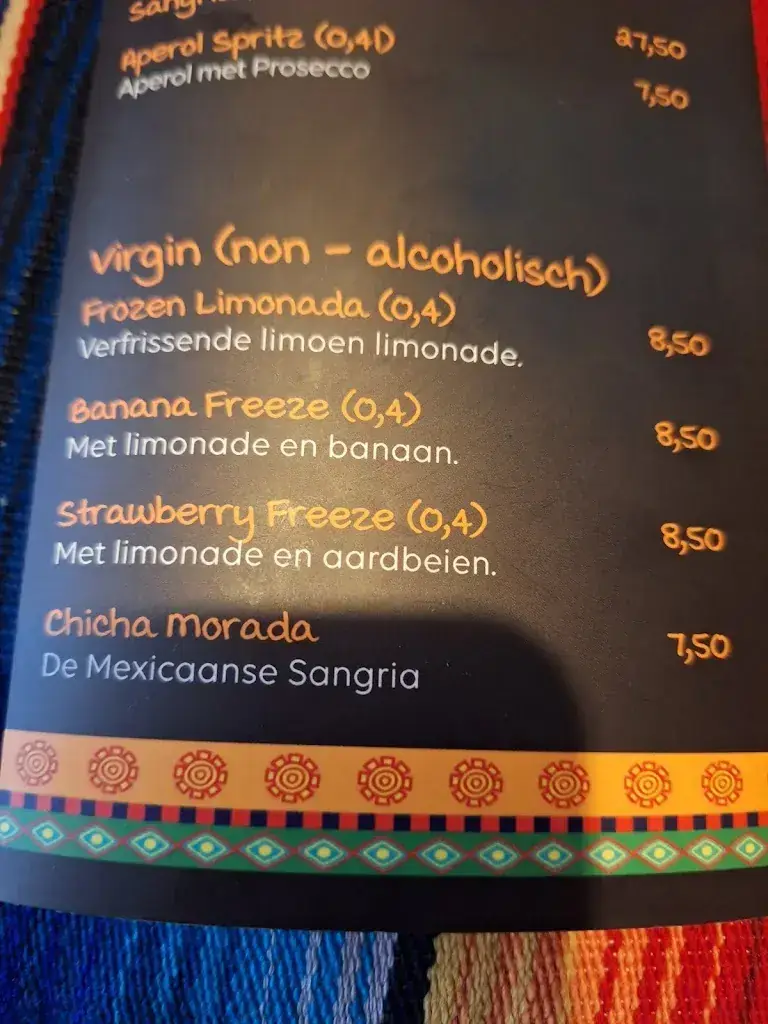 Sangri
Aperol Spritz (0,4l)
27,50
Aperol met Prosecco
7,50
Virgin (non - alcoholisch)
Frozen Limonada (0,4)
Verfrissende limoen limonade.
8,50
Banana Freeze (0,4)
Met limonade en banaan.
8,50
Strawberry Freeze (0,4)
Met limonade en aardbeien.
8,50
Chicha Morada
De Mexicaanse Sangria
7,50